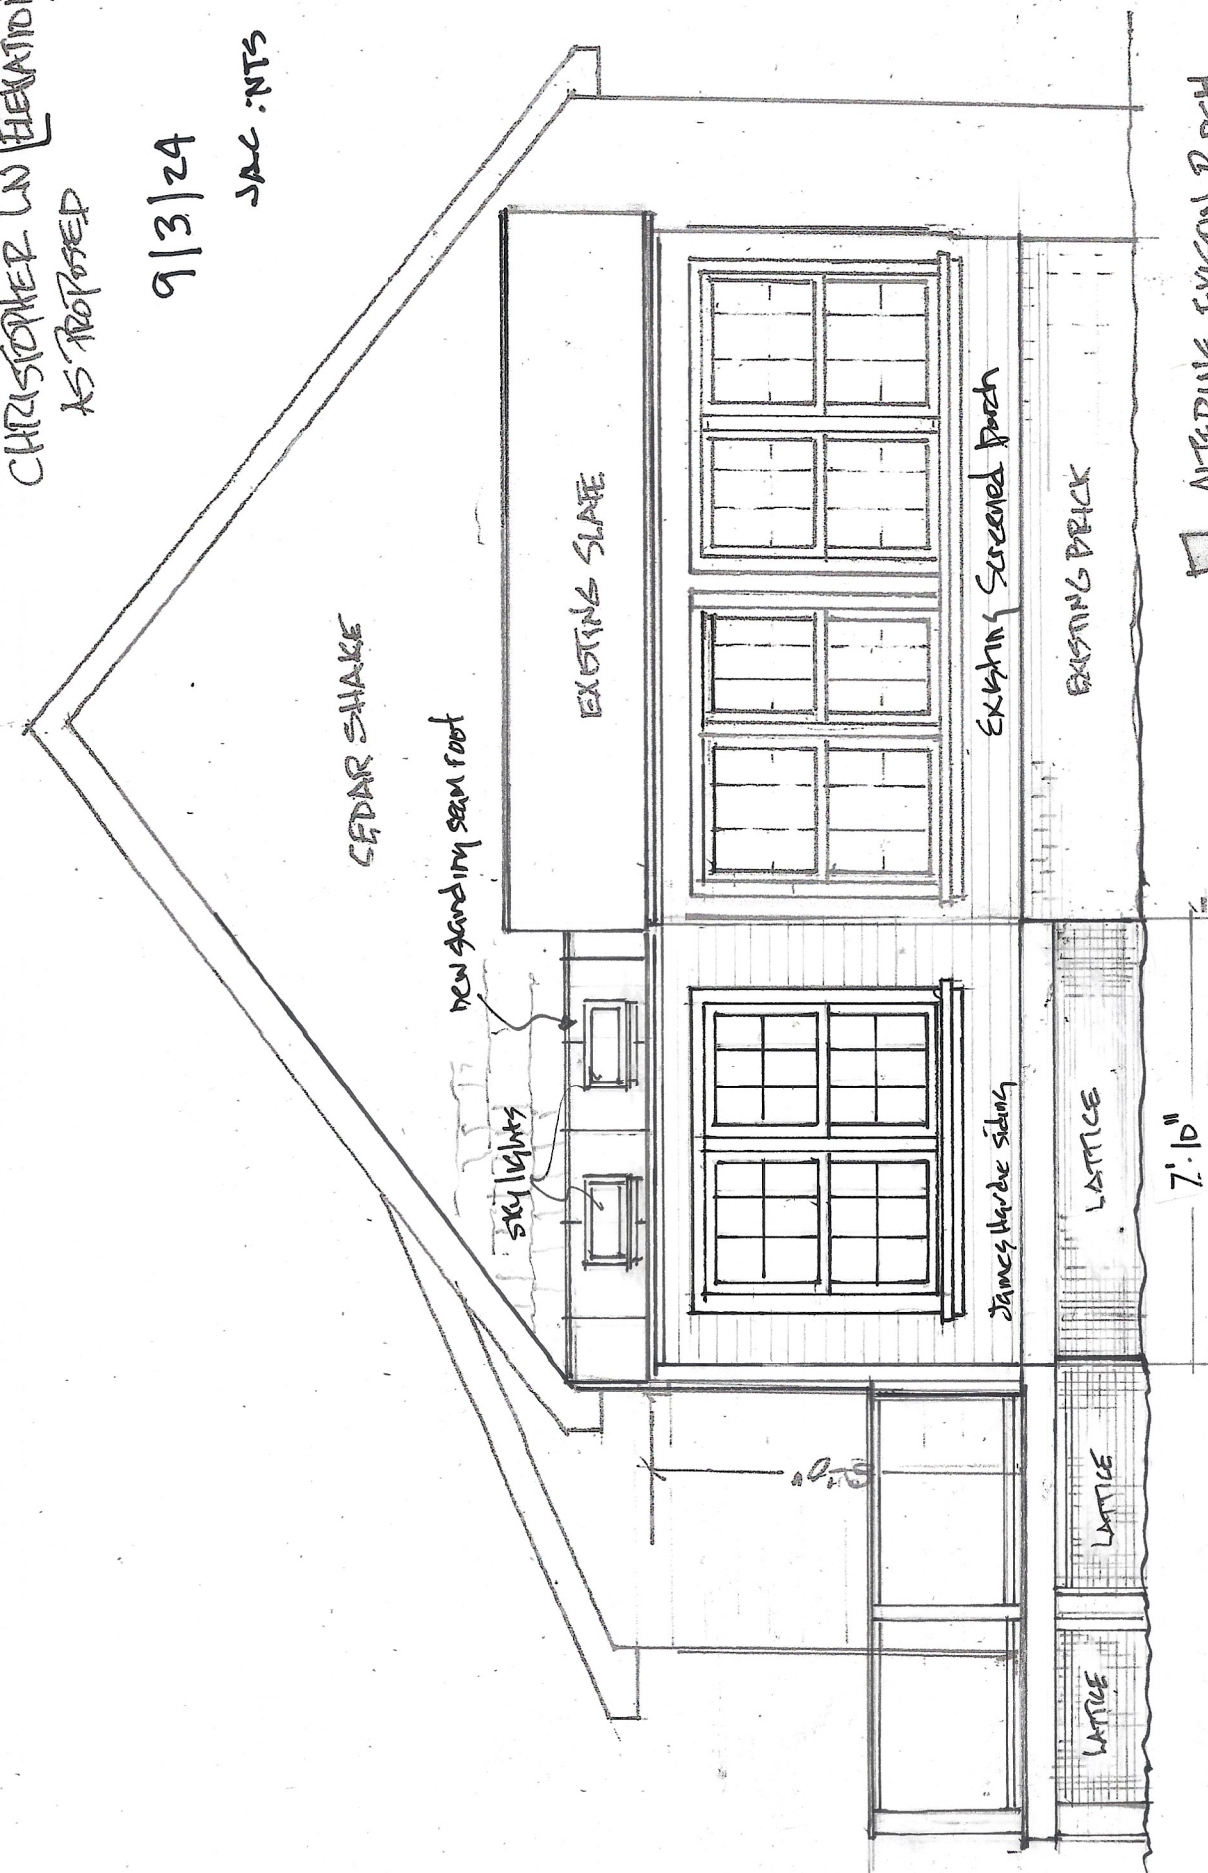 CHRISTOPHER LN ELEVATION
AS PROPOSED
9/3/24
:NTS
CEDAR SHAKE
new standing seam roof
skylights
EXISTING SLATE
James Hardie siding
Existing Screened Porch
LATTICE
LATTICE
LATTICE
EXISTING BRICK
7'-10"